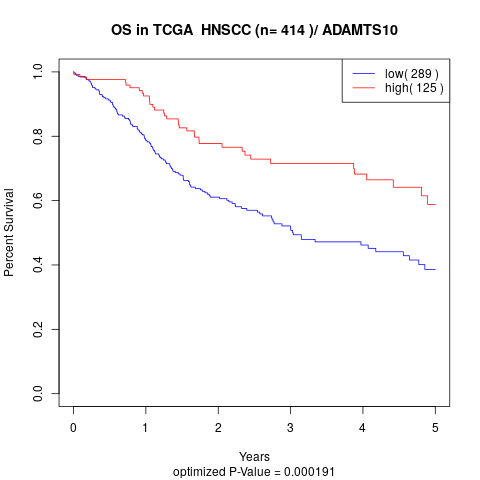 OS in TCGA  HNSCC (n= 414 )/ ADAMTS10
low( 289 )
high( 125 )
Percent Survival
1.0
0.8
0.6
0.4
0.2
0.0
0 1 2 3 4 5
Years
optimized P-Value = 0.000191